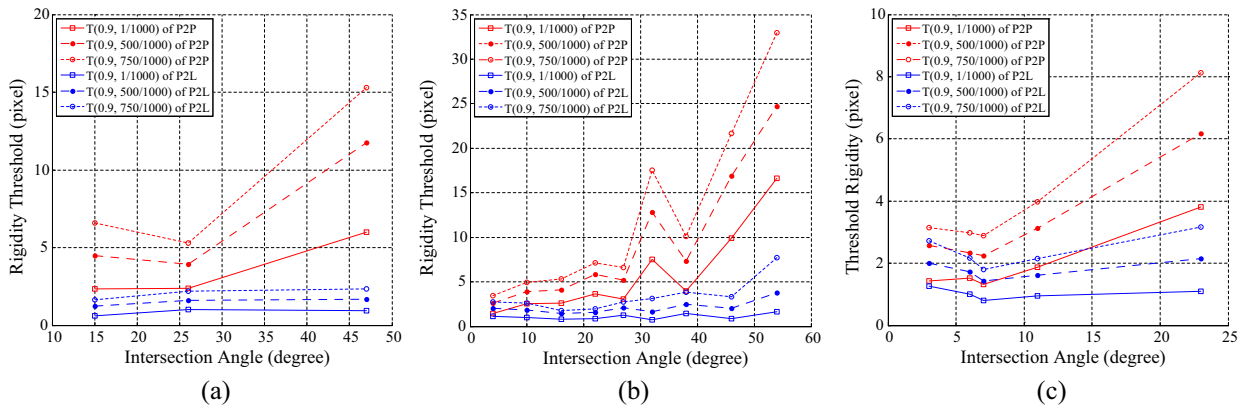 20
15
10
5
0
10 15 20 25 30 35 40 45 50
Rigidity Threshold (pixel)
Intersection Angle (degree)
T(0.9, 1/1000) of P2P
T(0.9, 500/1000) of P2P
T(0.9, 750/1000) of P2P
T(0.9, 1/1000) of P2L
T(0.9, 500/1000) of P2L
T(0.9, 750/1000) of P2L
(a)
35
30
25
20
15
10
5
0
0 10 20 30 40 50 60
Rigidity Threshold (pixel)
Intersection Angle (degree)
T(0.9, 1/1000) of P2P
T(0.9, 500/1000) of P2P
T(0.9, 750/1000) of P2P
T(0.9, 1/1000) of P2L
T(0.9, 500/1000) of P2L
T(0.9, 750/1000) of P2L
(b)
10
8
6
4
2
0
0 5 10 15 20 25
Threshold Rigidity (pixel)
Intersection Angle (degree)
T(0.9, 1/1000) of P2P
T(0.9, 500/1000) of P2P
T(0.9, 750/1000) of P2P
T(0.9, 1/1000) of P2L
T(0.9, 500/1000) of P2L
T(0.9, 750/1000) of P2L
(c)